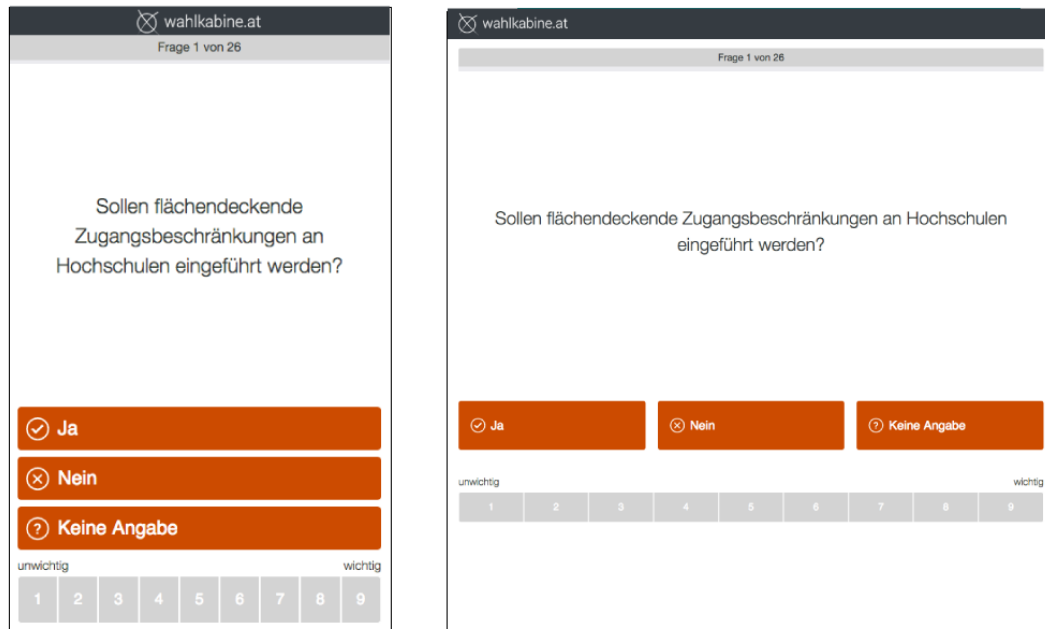 wahlkabine.at
Frage 1 von 26
Sollen flächendeckende
Zugangsbeschränkungen an
Hochschulen eingeführt werden?
Ja
Nein
Keine Angabe
unwichtig wichtig
1 2 3 4 5 6 7 8 9
wahlkabine.at
Frage 1 von 26
Sollen flächendeckende Zugangsbeschränkungen an Hochschulen
eingeführt werden?
Ja Nein Keine Angabe
unwichtig wichtig
1 2 3 4 5 6 7 8 9